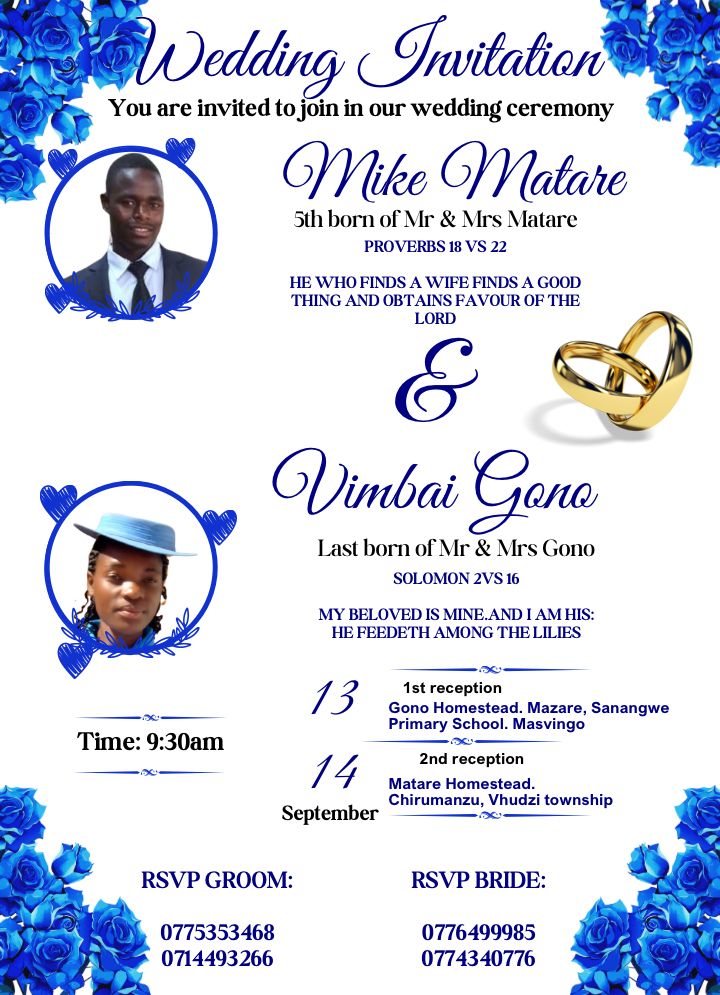 Wedding Invitation
You are invited to join in our wedding ceremony
Mike Matare
5th born of Mr & Mrs Matare
PROVERBS 18 VS 22
HE WHO FINDS A WIFE FINDS A GOOD
THING AND OBTAINS FAVOUR OF THE
LORD
&
Vimbai Gono
Last born of Mr & Mrs Gono
SOLOMON 2VS 16
MY BELOVED IS MINE.AND I AM HIS:
HE FEEDETH AMONG THE LILIES
Time: 9:30am
13
1st reception
Gono Homestead. Mazare, Sanangwe
Primary School. Masvingo
14
September
2nd reception
Matare Homestead.
Chirumanzu, Vhudzi township
RSVP GROOM:
0775353468
0714493266
RSVP BRIDE:
0776499985
0774340776